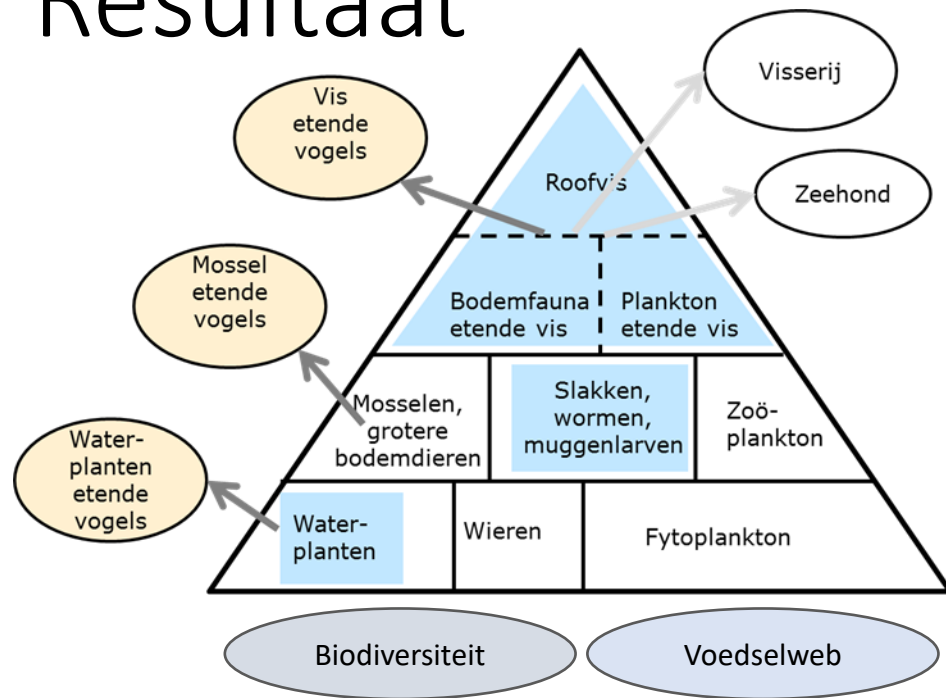 Resultaat
Vis
etende
vogels
Visserij
Roofvis
Zeehond
Mossel
etende
vogels
Bodemfauna
etende vis
Plankton
etende vis
Mosselen,
grotere
bodemdieren
Slakken,
wormen,
muggenlarven
Zoö-
plankton
Water-
planten
etende
vogels
Water-
planten
Wieren
Fytoplankton
Biodiversiteit
Voedselweb